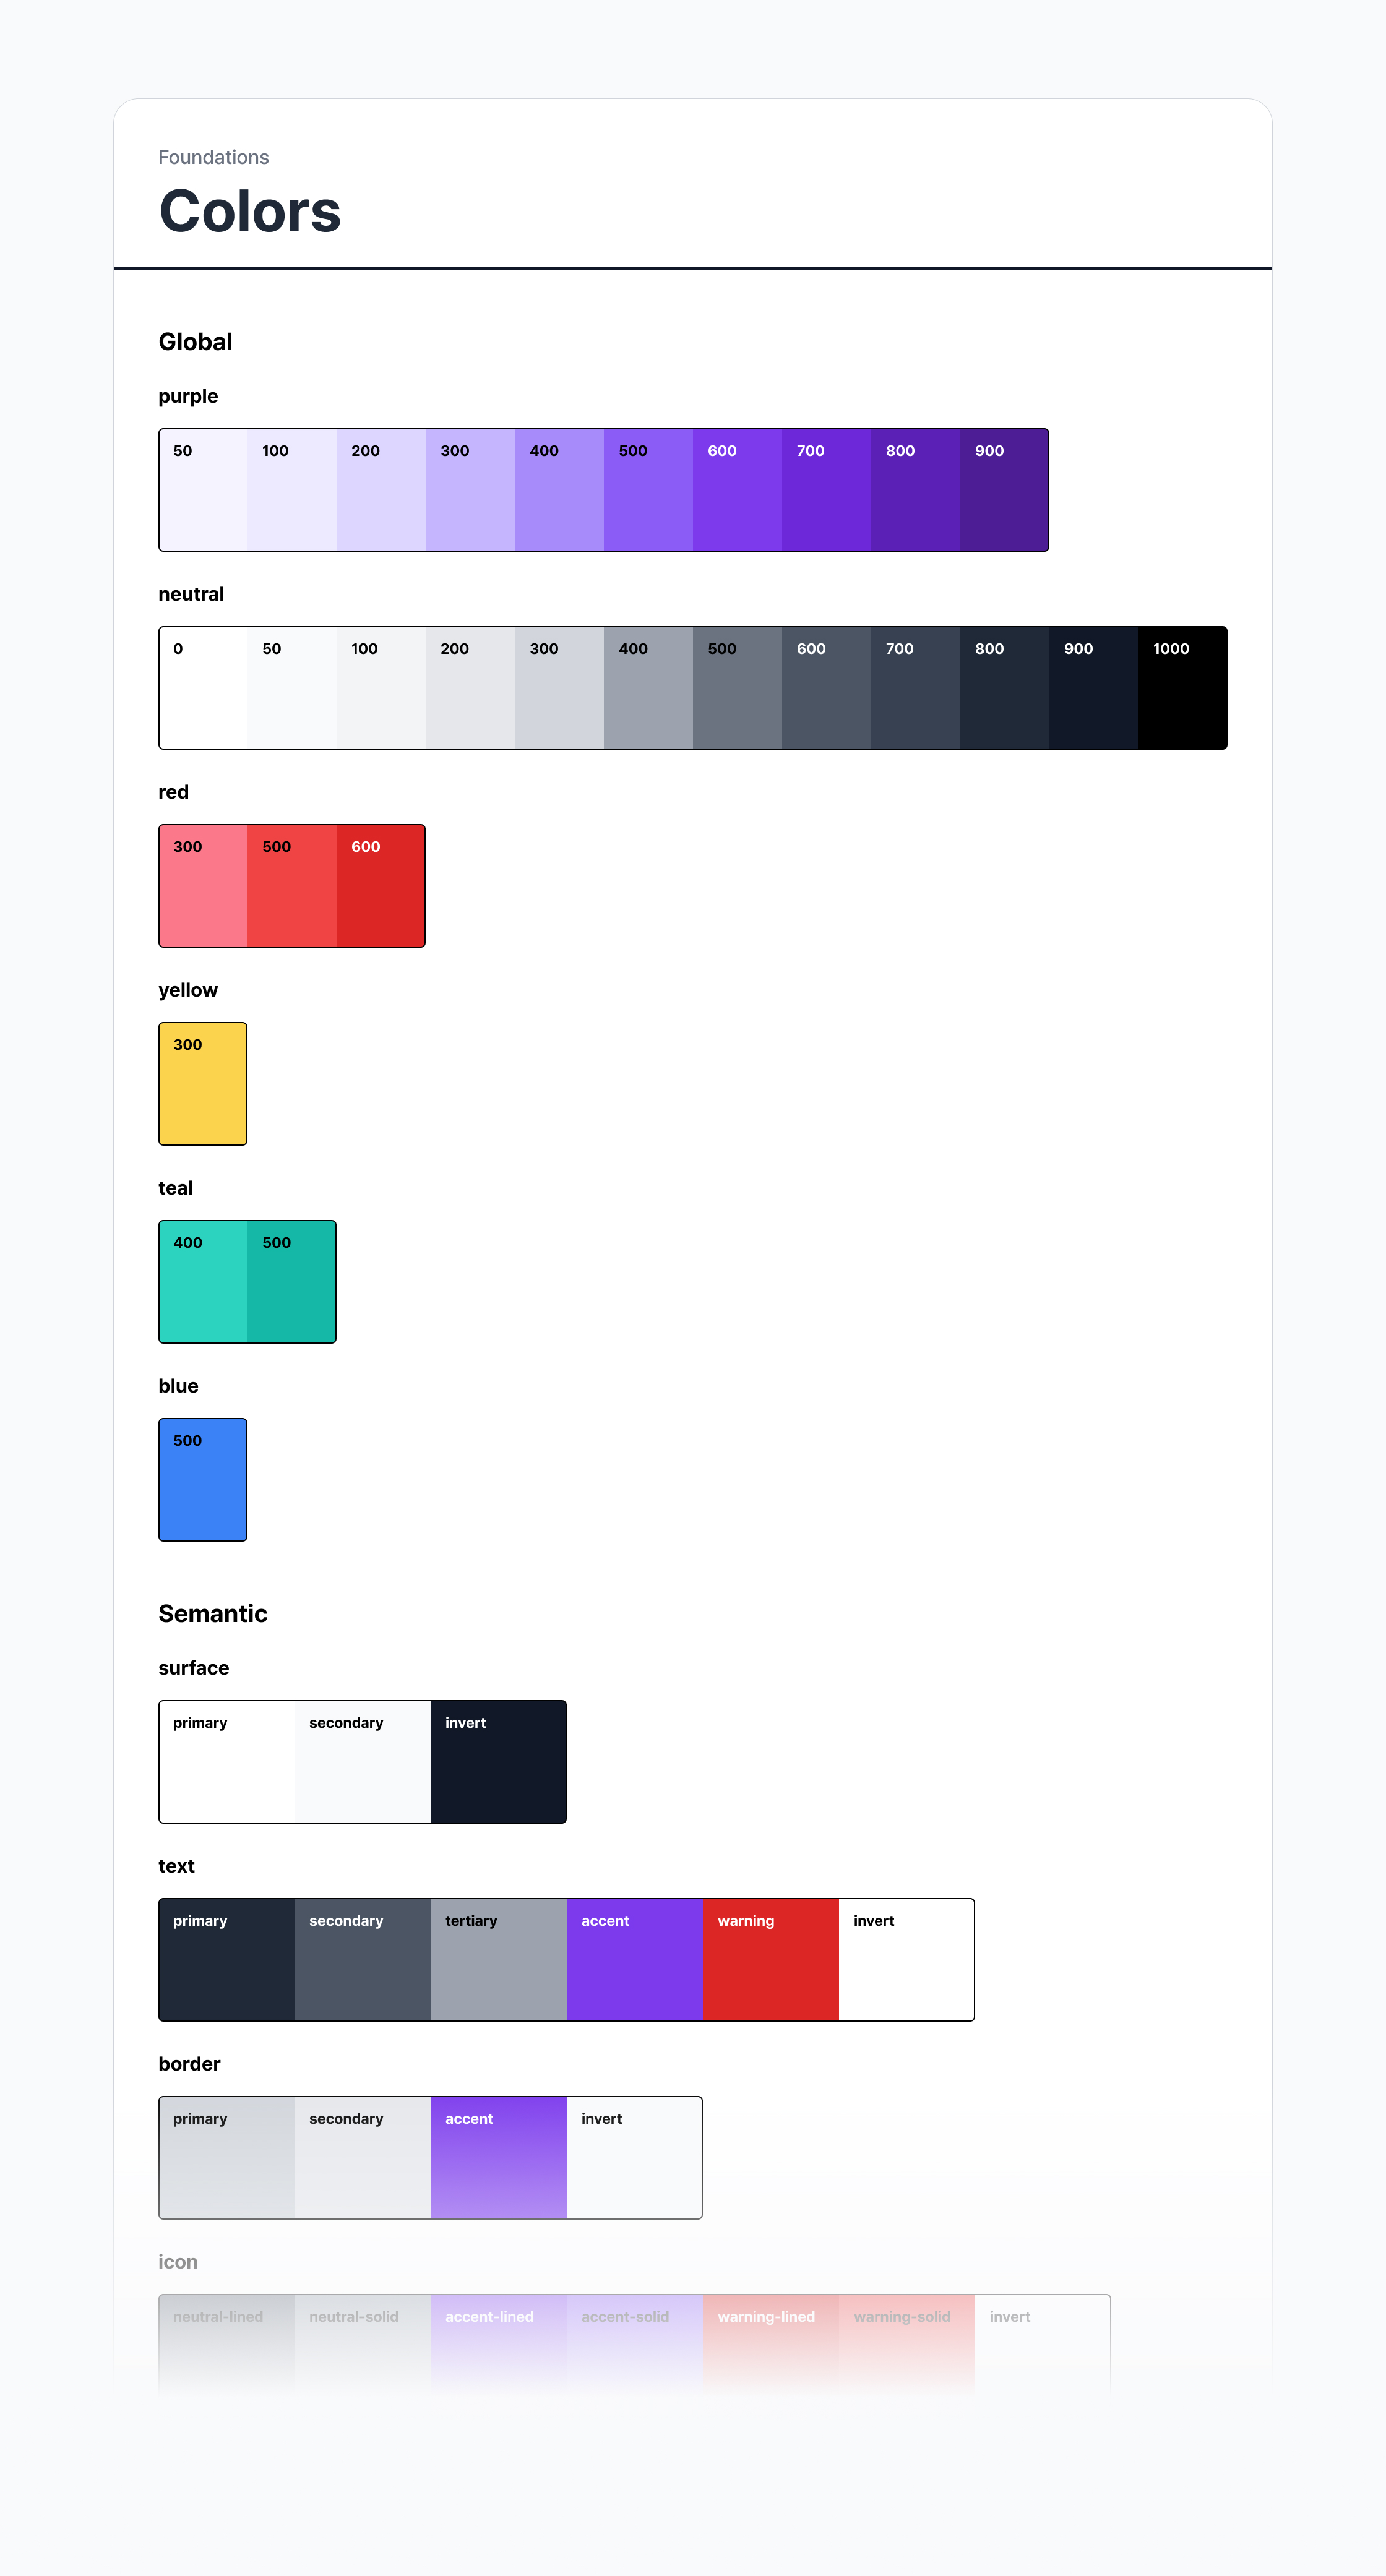 Foundations
Colors
Global
purple
50 100 200 300 400 500 600 700 800 900
neutral
0 50 100 200 300 400 500 600 700 800 900 1000
red
300 500 600
yellow
300
teal
400 500
blue
500
Semantic
surface
primary secondary invert
text
primary secondary tertiary accent warning invert
border
primary secondary accent invert
icon
neutral-lined neutral-solid accent-lined accent-solid warning-lined warning-solid invert